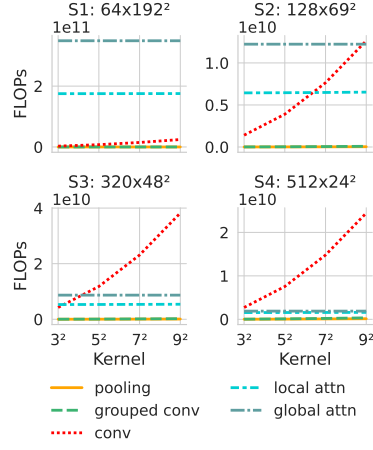 S1: 64x192²
1e11
FLOPs
2
0
S2: 128x69²
1e10
1.0
0.5
0.0
S3: 320x48²
1e10
FLOPs
4
2
0
3² 5² 7² 9²
Kernel
S4: 512x24²
1e10
2
1
0
3² 5² 7² 9²
Kernel
pooling
grouped conv
conv
local attn
global attn